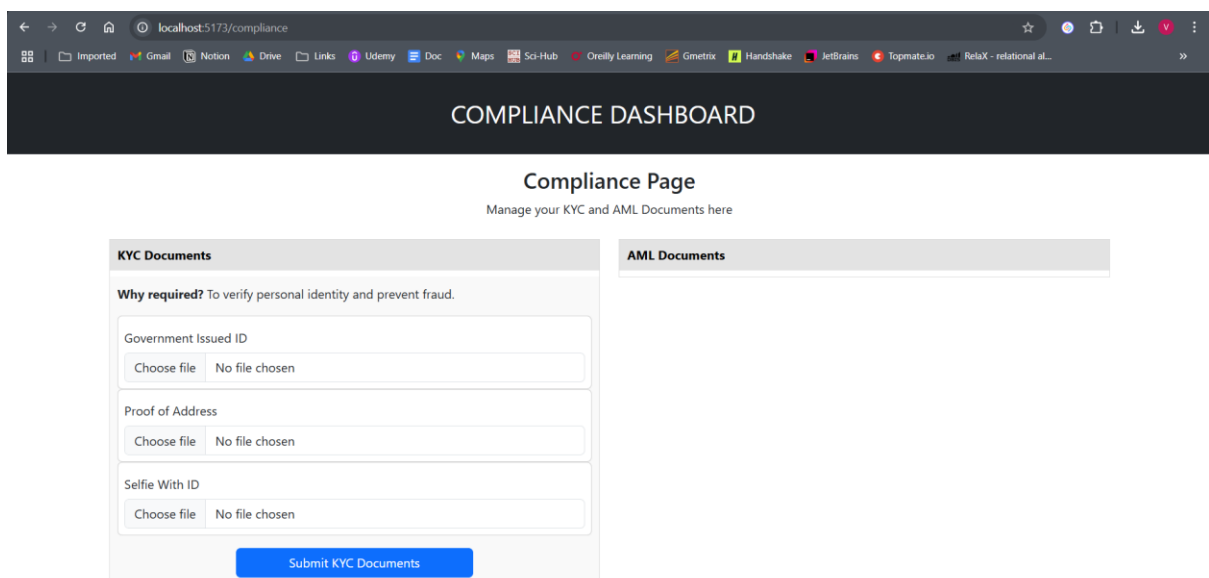 localhost:5173/compliance
V
Imported Gmail Notion Drive Links Udemy Doc Maps Sci-Hub Oreilly Learning Gmetrix Handshake JetBrains Topmate.io RelaX - relational al...
COMPLIANCE DASHBOARD
Compliance Page
Manage your KYC and AML Documents here
KYC Documents
Why required? To verify personal identity and prevent fraud.
Government Issued ID
Choose file No file chosen
Proof of Address
Choose file No file chosen
Selfie With ID
Choose file No file chosen
Submit KYC Documents
AML Documents